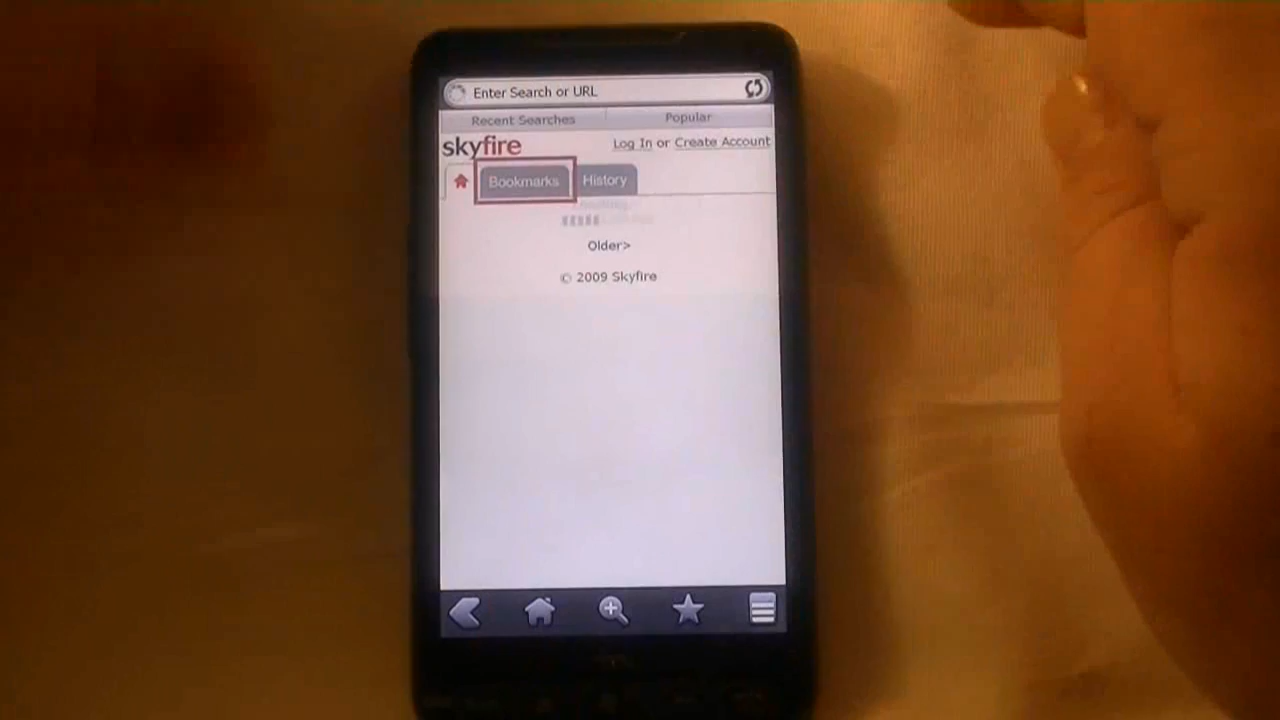 Enter Search or URL
Recent Searches Popular
skyfire Log In or Create Account
Bookmarks History
Older>
© 2009 Skyfire